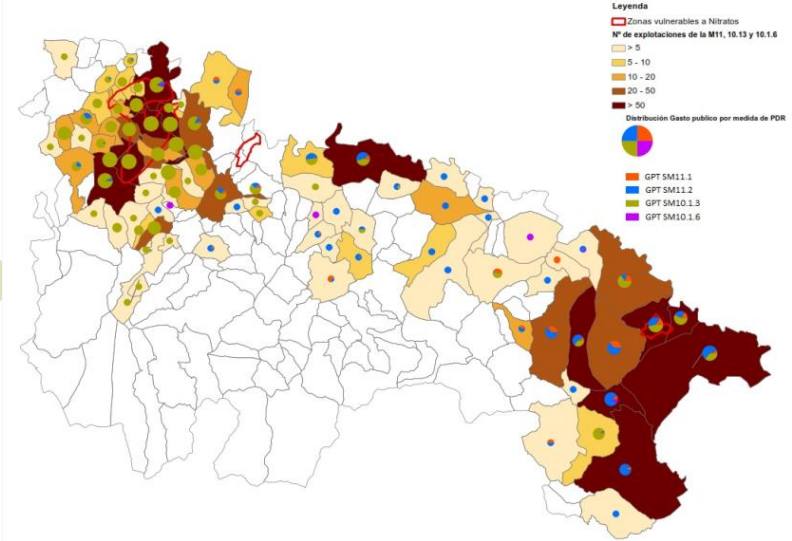 Leyenda
Zonas vulnerables a Nitratos
Nº de explotaciones de la M11, 10.13 y 10.1.6
> 5
5 - 10
10 - 20
20 - 50
> 50
Distribución Gasto publico por medida de PDR
GPT SM11.1
GPT SM11.2
GPT SM10.1.3
GPT SM10.1.6